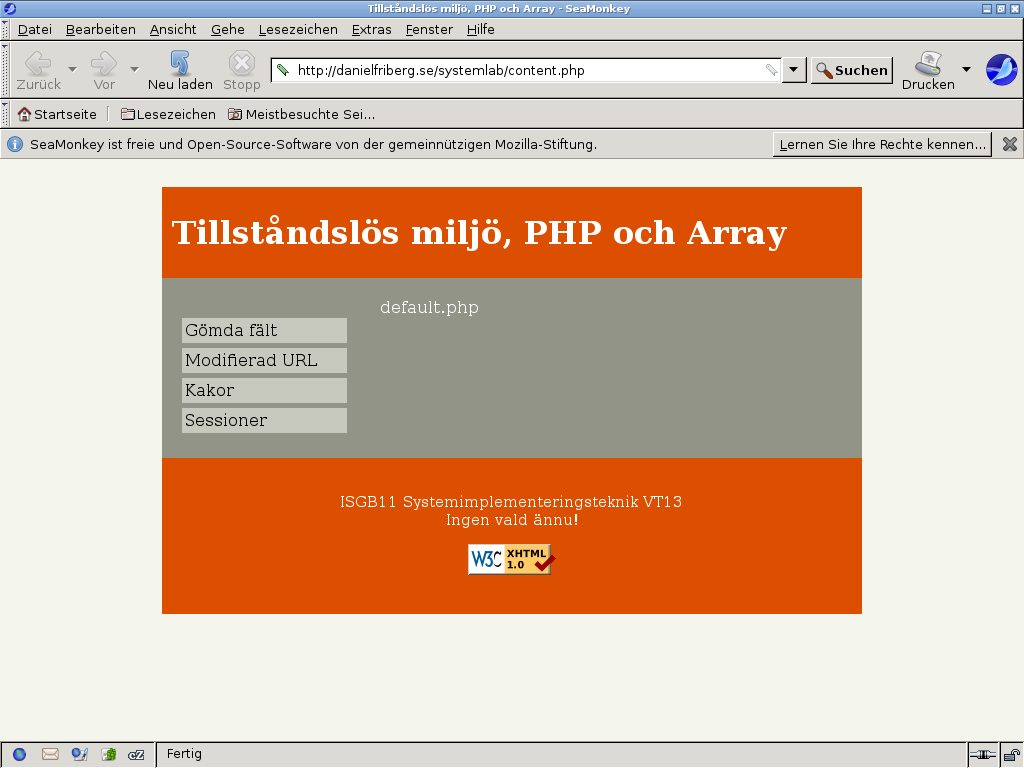 Tillståndslös miljö, PHP och Array - SeaMonkey
Datei Bearbeiten Ansicht Gehe Lesezeichen Extras Fenster Hilfe
Zurück Vor Neu laden Stopp http://danielfriberg.se/systemlab/content.php Suchen Drucken
Startseite Lesezeichen Meistbesuchte Sei...
SeaMonkey ist freie und Open-Source-Software von der gemeinnützigen Mozilla-Stiftung. Lernen Sie Ihre Rechte kennen...
Tillståndslös miljö, PHP och Array
default.php
Gömda fält
Modifierad URL
Kakor
Sessioner
ISGB11 Systemimplementeringsteknik VT13
Ingen vald ännu!
W3C XHTML 1.0
cZ Fertig